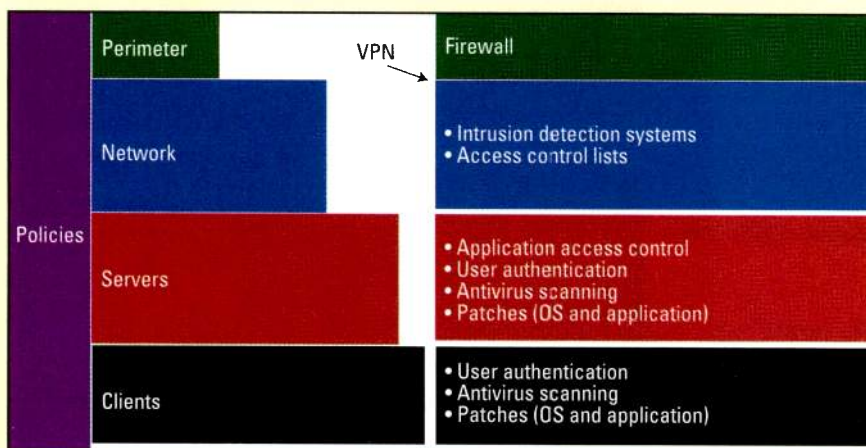 Policies
Perimeter
VPN
Firewall
Network
• Intrusion detection systems
• Access control lists
Servers
• Application access control
• User authentication
• Antivirus scanning
• Patches (OS and application)
Clients
• User authentication
• Antivirus scanning
• Patches (OS and application)